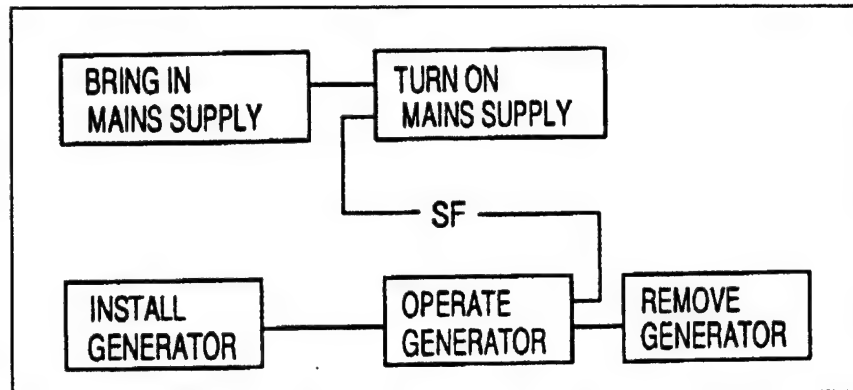 BRING IN
MAINS SUPPLY
TURN ON
MAINS SUPPLY
SF
INSTALL
GENERATOR
OPERATE
GENERATOR
REMOVE
GENERATOR